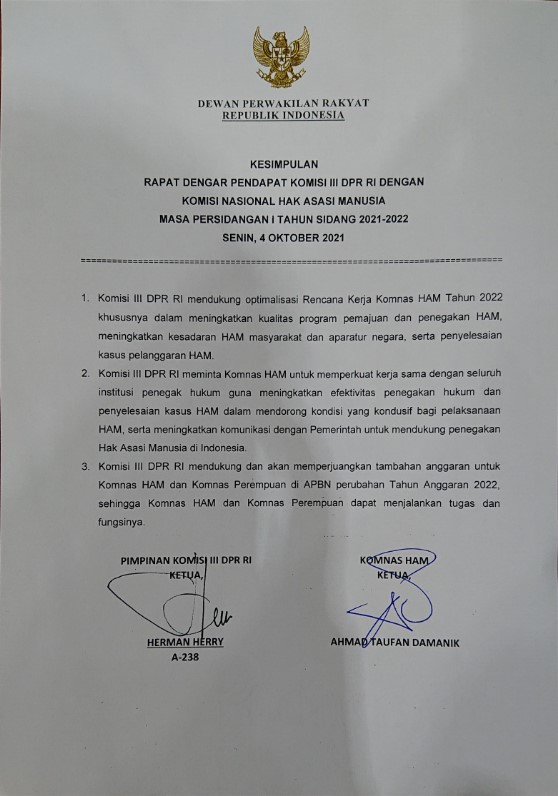 DEWAN PERWAKILAN RAKYAT
REPUBLIK INDONESIA
KESIMPULAN
RAPAT DENGAR PENDAPAT KOMISI III DPR RI DENGAN
KOMISI NASIONAL HAK ASASI MANUSIA
MASA PERSIDANGAN I TAHUN SIDANG 2021-2022
SENIN, 4 OKTOBER 2021
1. Komisi III DPR RI mendukung optimalisasi Rencana Kerja Komnas HAM Tahun 2022
khususnya dalam meningkatkan kualitas program pemajuan dan penegakan HAM,
meningkatkan kesadaran HAM masyarakat dan aparatur negara, serta penyelesaian
kasus pelanggaran HAM.
2. Komisi III DPR RI meminta Komnas HAM untuk memperkuat kerja sama dengan seluruh
institusi penegak hukum guna meningkatkan efektivitas penegakan hukum dan
penyelesaian kasus HAM dalam mendorong kondisi yang kondusif bagi pelaksanaan
HAM, serta meningkatkan komunikasi dengan Pemerintah untuk mendukung penegakan
Hak Asasi Manusia di Indonesia.
3. Komisi III DPR RI mendukung dan akan memperjuangkan tambahan anggaran untuk
Komnas HAM dan Komnas Perempuan di APBN perubahan Tahun Anggaran 2022,
sehingga Komnas HAM dan Komnas Perempuan dapat menjalankan tugas dan
fungsinya.
PIMPINAN KOMISI III DPR RI
KETUA,
HERMAN HERRY
A-238
KOMNAS HAM
KETUA,
AHMAD TAUFAN DAMANIK